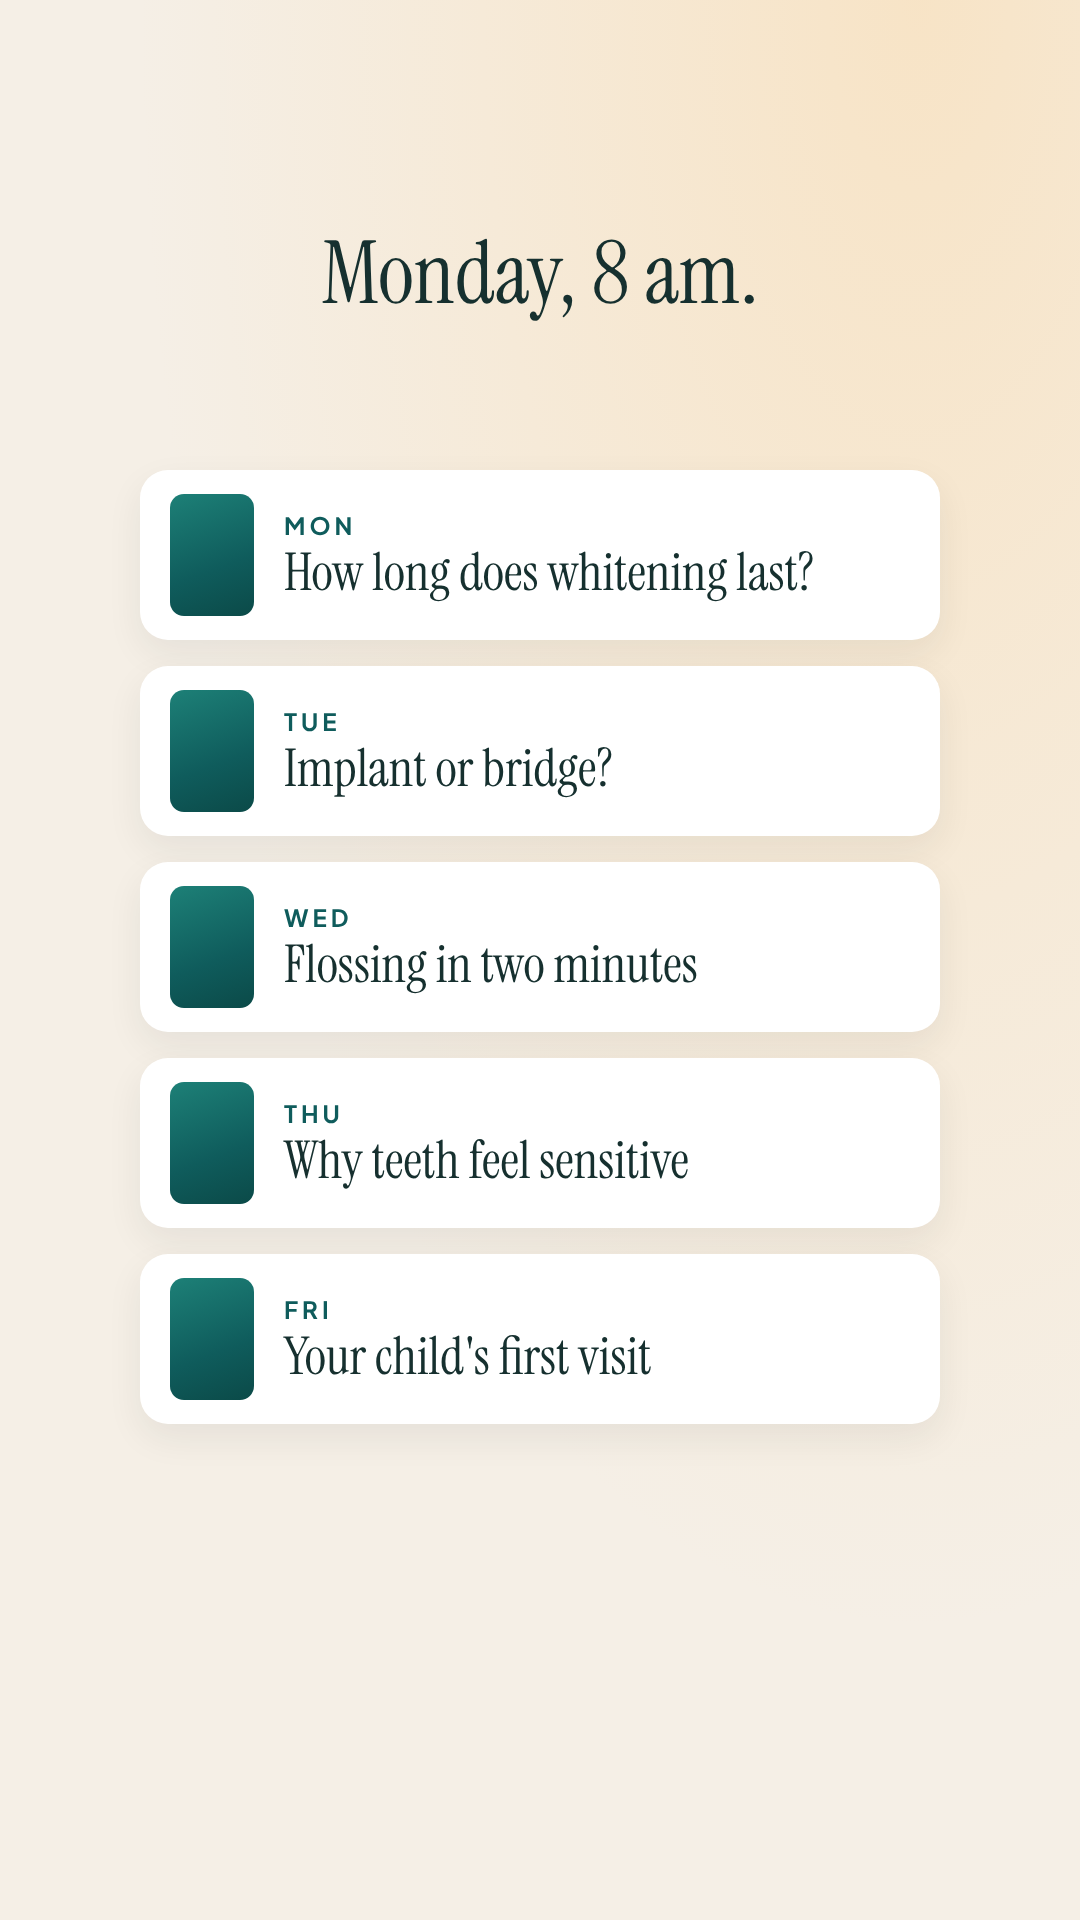 Monday, 8 am.
MON
How long does whitening last?
TUE
Implant or bridge?
WED
Flossing in two minutes
THU
Why teeth feel sensitive
FRI
Your child's first visit